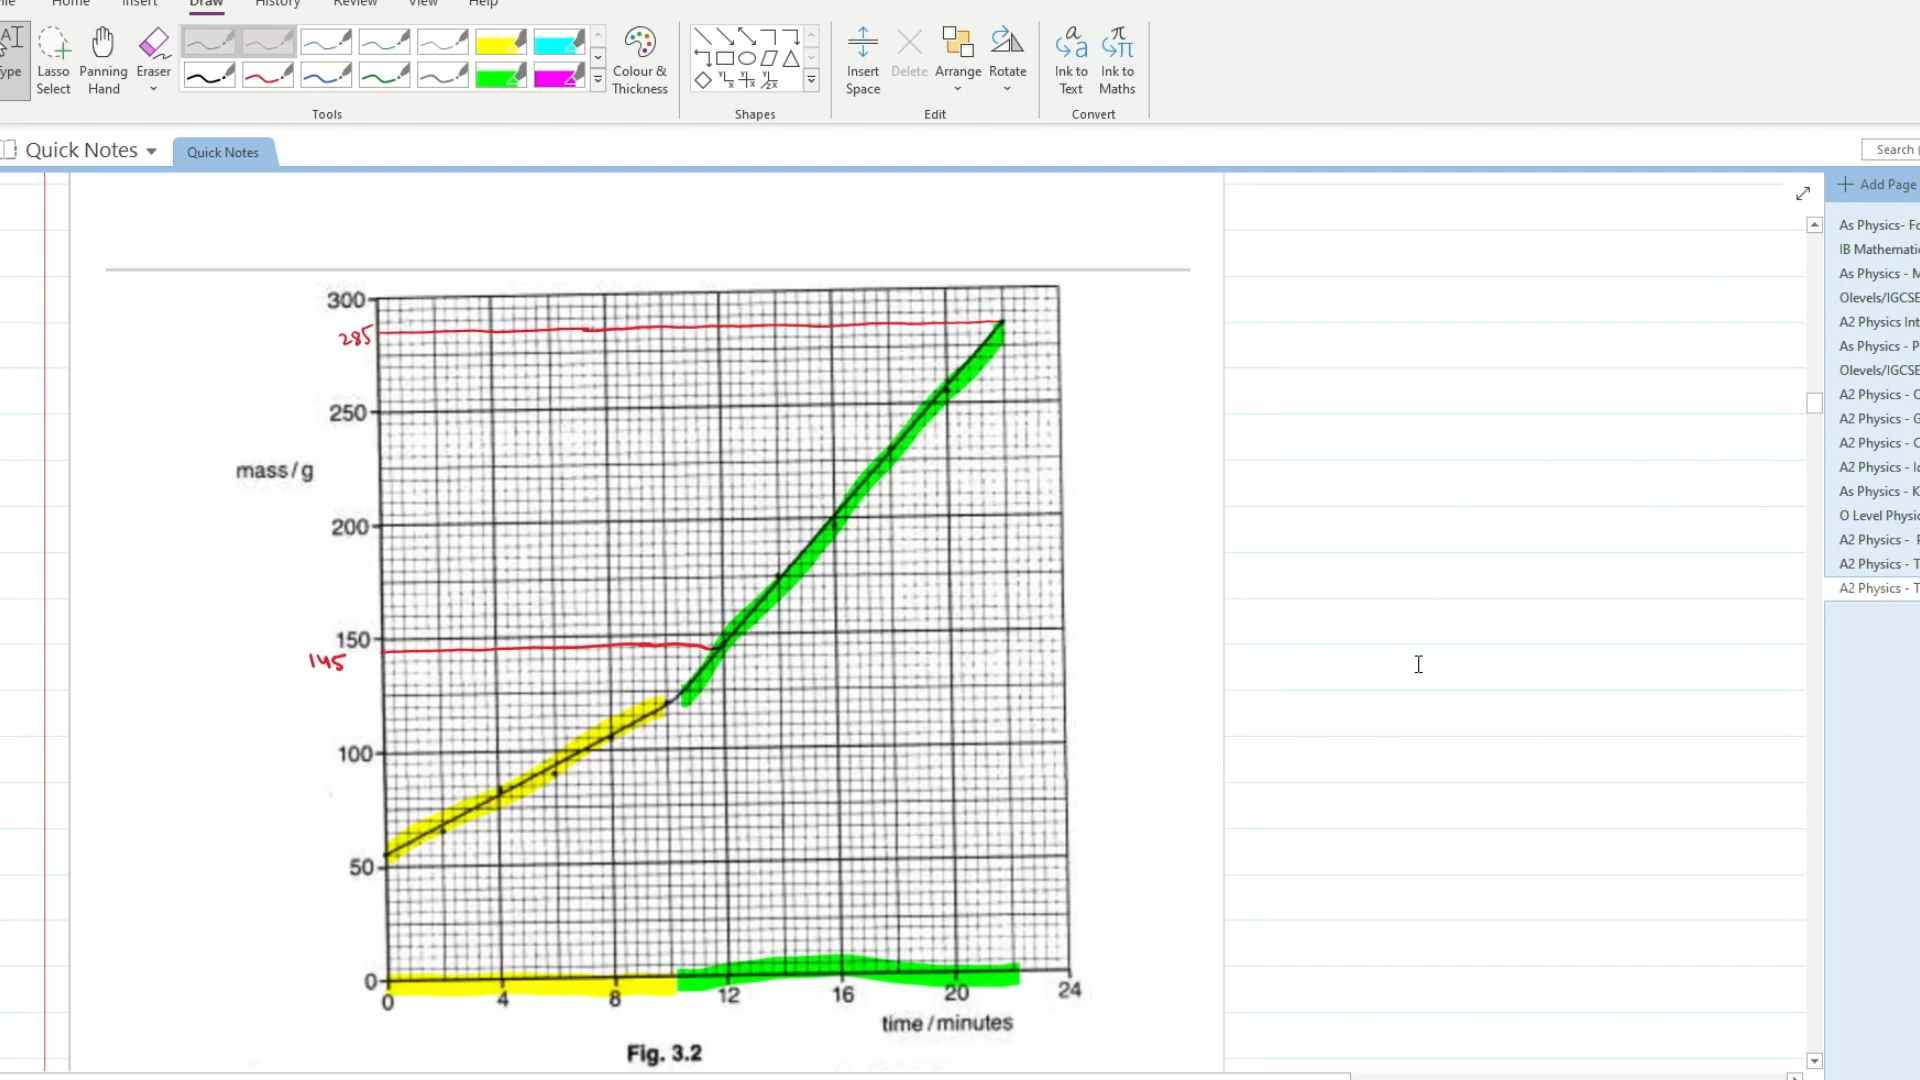 Home Insert Draw History Review View Help
Type
Lasso Select
Panning Hand
Eraser
Colour & Thickness
Insert Space
Delete
Arrange
Rotate
Ink to Text
Ink to Maths
Tools
Shapes
Edit
Convert
Quick Notes
Quick Notes
Search (
Add Page
As Physics- Fo
IB Mathemati
As Physics - M
Olevels/IGCSE
A2 Physics Int
As Physics - P
Olevels/IGCSE
A2 Physics - C
A2 Physics - G
A2 Physics - C
A2 Physics - Ic
As Physics - K
O Level Physic
A2 Physics - F
A2 Physics - T
A2 Physics - T
300
285
250
mass/g
200
150
145
100
50
0
0 4 8 12 16 20 24
time/minutes
Fig. 3.2